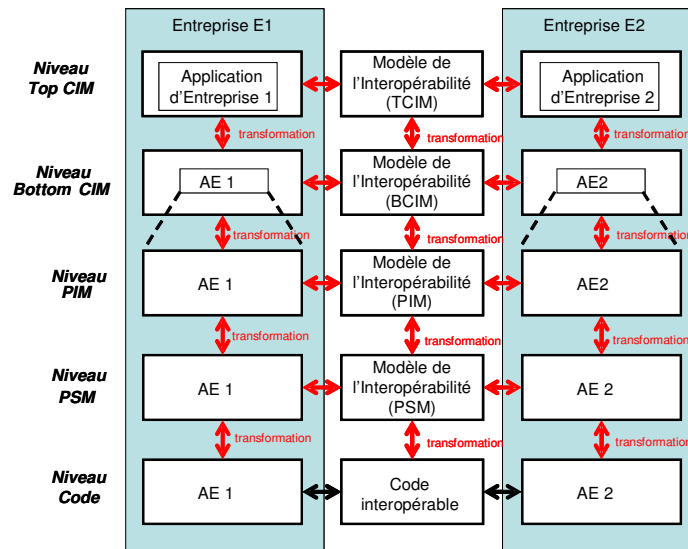 Entreprise E1
Entreprise E2
Niveau
Top CIM
Application
d'Entreprise 1
Modèle de
l'Interopérabilité
(TCIM)
Application
d'Entreprise 2
transformation
transformation
transformation
Niveau
Bottom CIM
AE 1
Modèle de
l'Interopérabilité
(BCIM)
AE2
transformation
transformation
transformation
Niveau
PIM
AE 1
Modèle de
l'Interopérabilité
(PIM)
AE2
transformation
transformation
transformation
Niveau
PSM
AE 1
Modèle de
l'Interopérabilité
(PSM)
AE 2
transformation
transformation
transformation
Niveau
Code
AE 1
Code
interopérable
AE 2